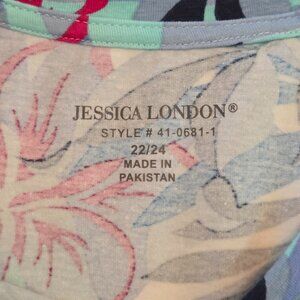 JESSICA LONDON®
STYLE # 41-0681-1
22/24
MADE IN
PAKISTAN